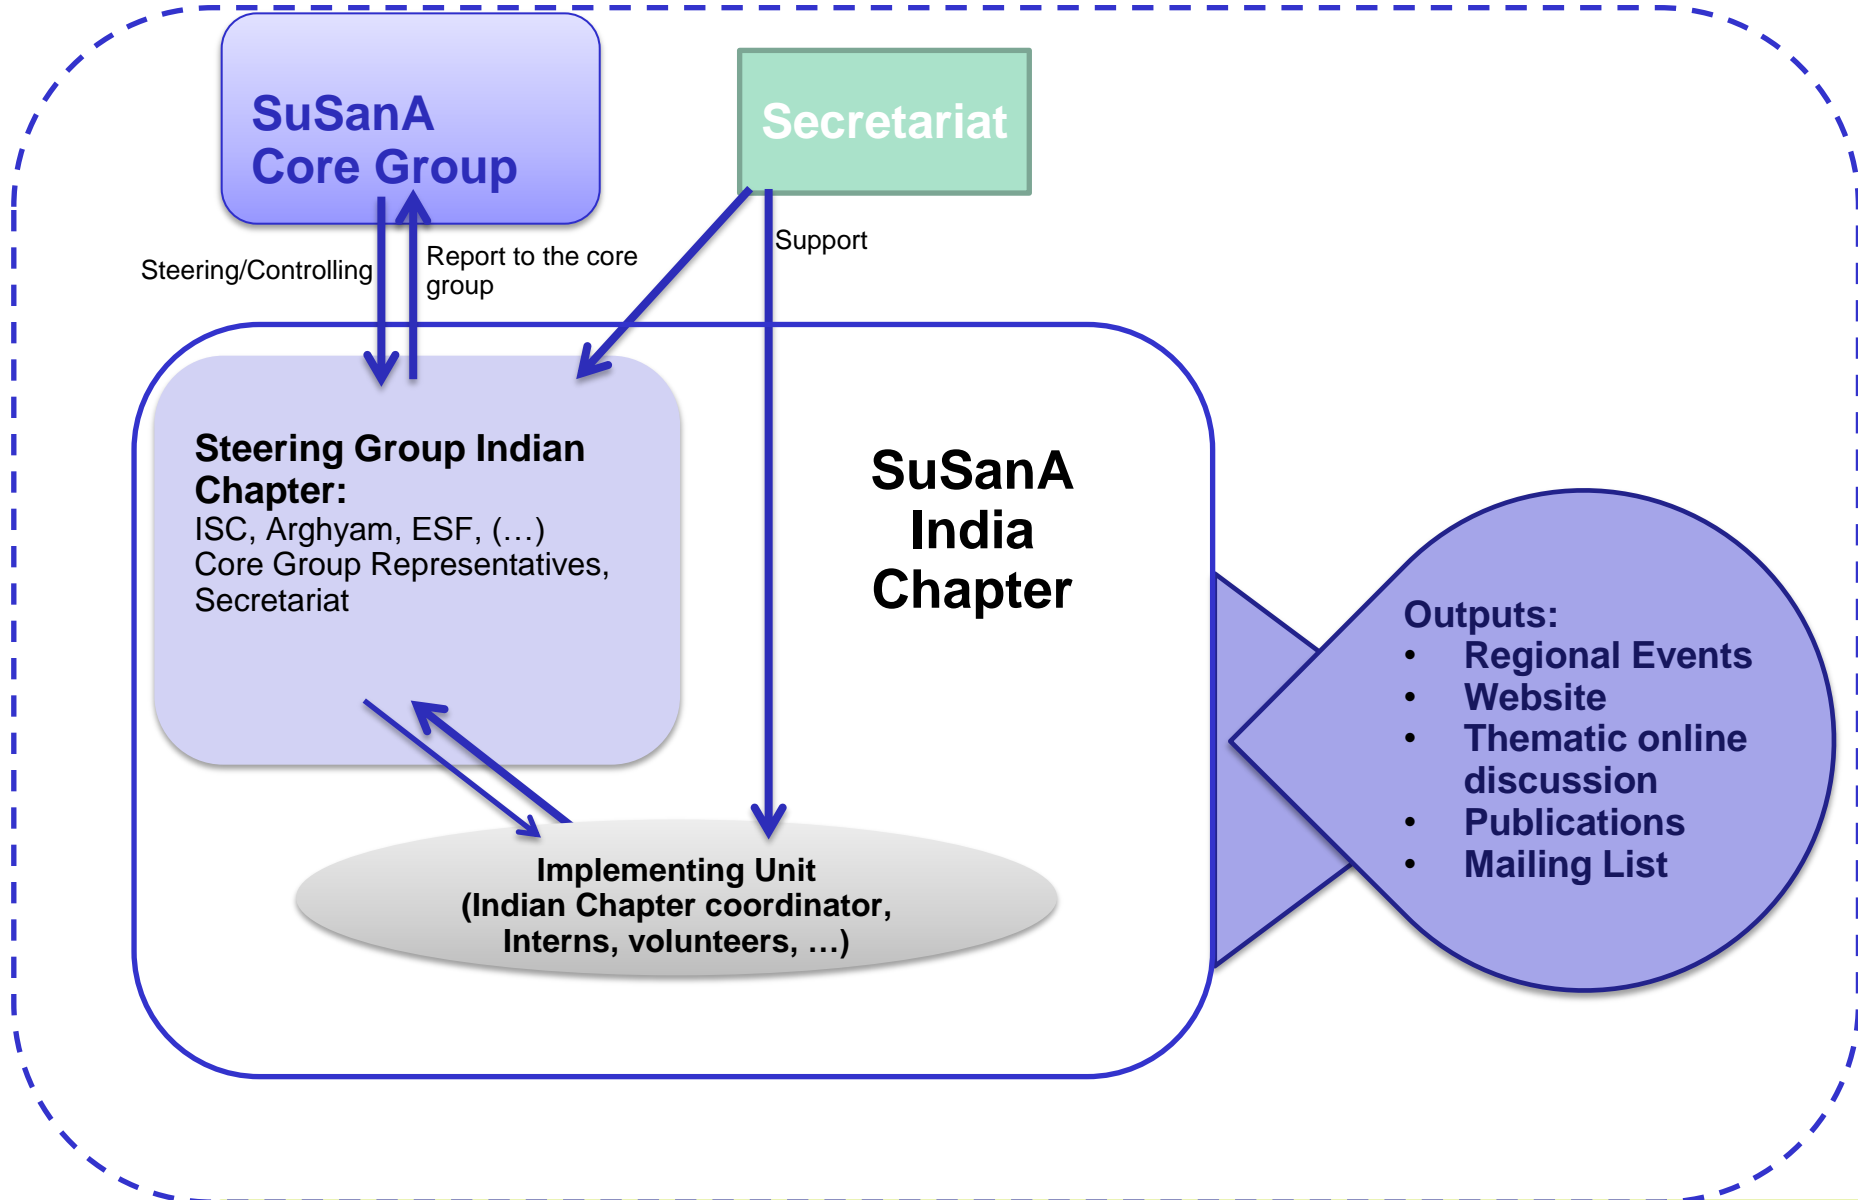 SuSanA
Core Group
Secretariat
Steering/Controlling
Report to the core
group
Support
Steering Group Indian
Chapter:
ISC, Arghyam, ESF, (…)
Core Group Representatives,
Secretariat
SuSanA
India
Chapter
Implementing Unit
(Indian Chapter coordinator,
Interns, volunteers, …)
Outputs:
• Regional Events
• Website
• Thematic online
discussion
• Publications
• Mailing List